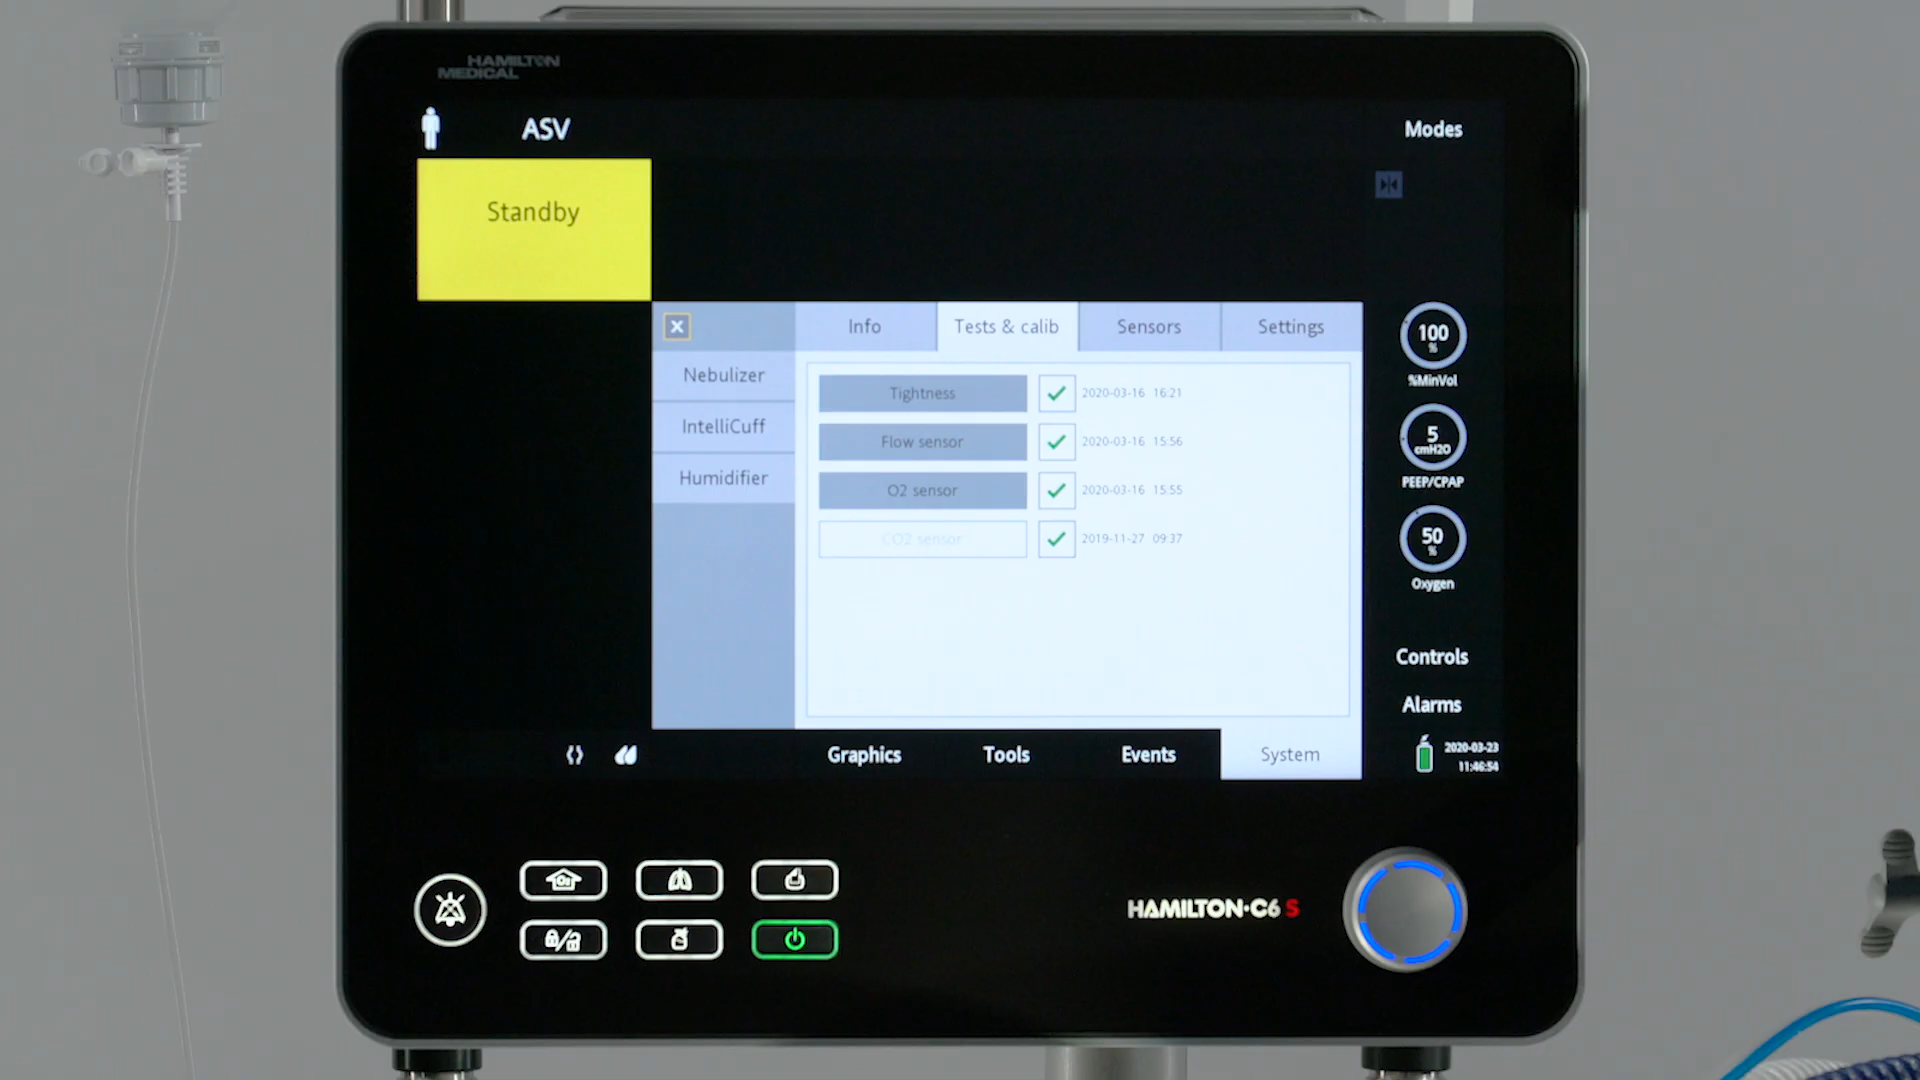 HAMILTON
MEDICAL
ASV
Modes
Standby
Info
Tests & calib
Sensors
Settings
Nebulizer
IntelliCuff
Humidifier
Tightness
2020-03-16 16:21
Flow sensor
2020-03-16 15:56
O2 sensor
2020-03-16 15:55
CO2 sensor
2019-11-27 09:37
100
%
%MinVol
5
cmH2O
PEEP/CPAP
50
%
Oxygen
Controls
Alarms
Graphics
Tools
Events
System
2020-03-23
11:46:54
HAMILTON·C6 S